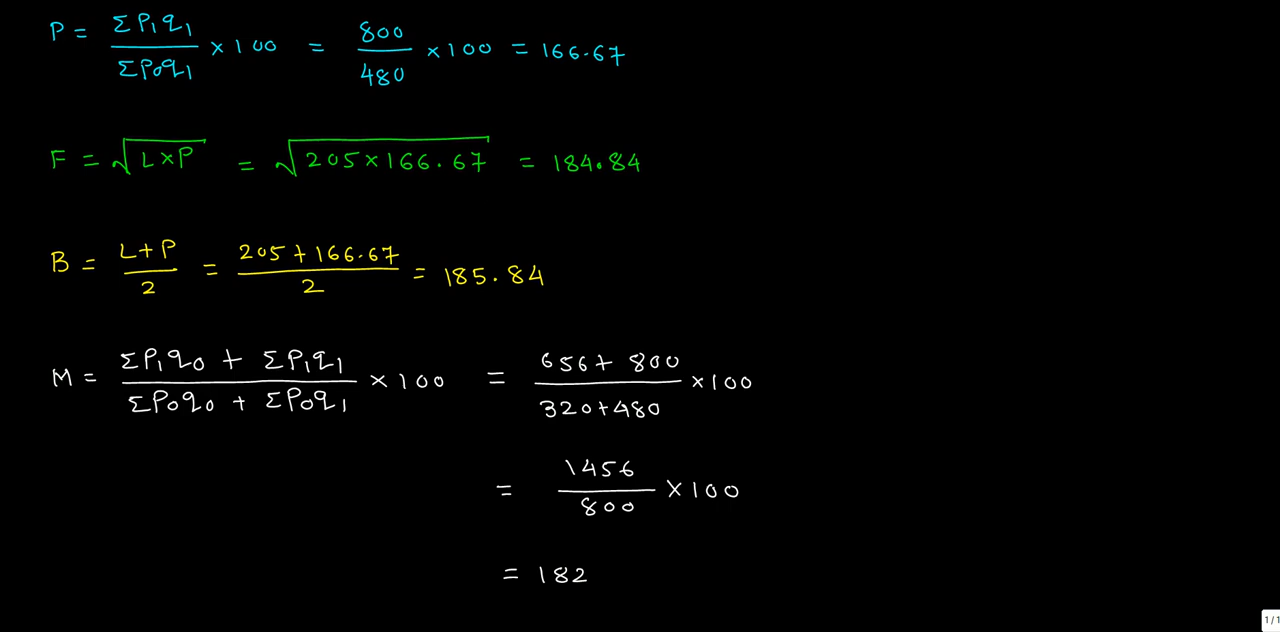 P = Σp₁q₁/Σp₀q₁ × 100 = 800/480 × 100 = 166.67
F = √L×P = √205×166.67 = 184.84
B = L+P/2 = 205+166.67/2 = 185.84
M = Σp₁q₀ + Σp₁q₁/Σp₀q₀ + Σp₀q₁ × 100 = 656+800/320+480 × 100
= 1456/800 × 100
= 182
1/1